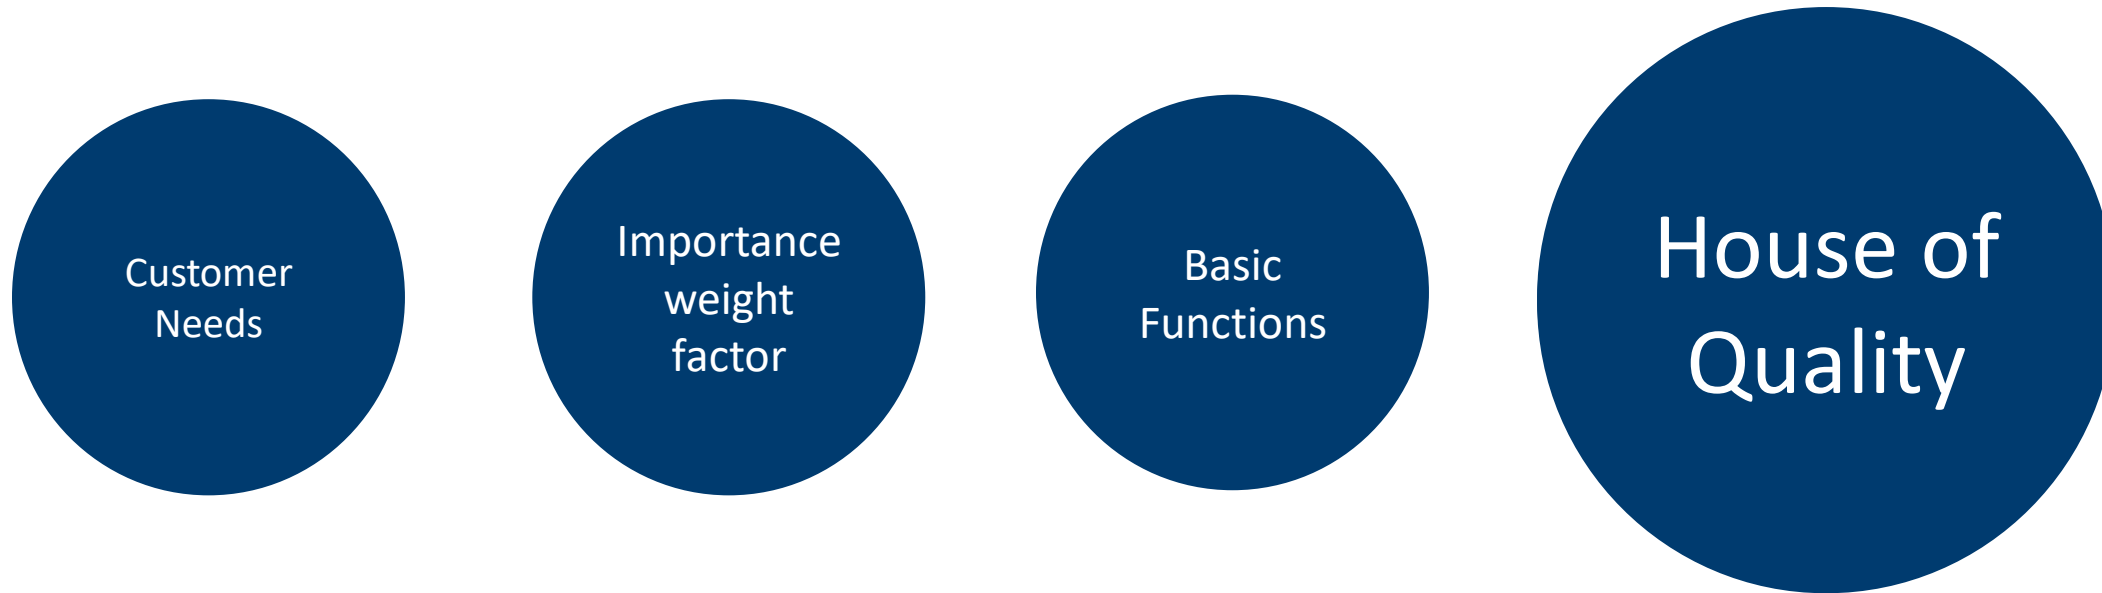 Customer
Needs
Importance
weight
factor
Basic
Functions
House of
Quality